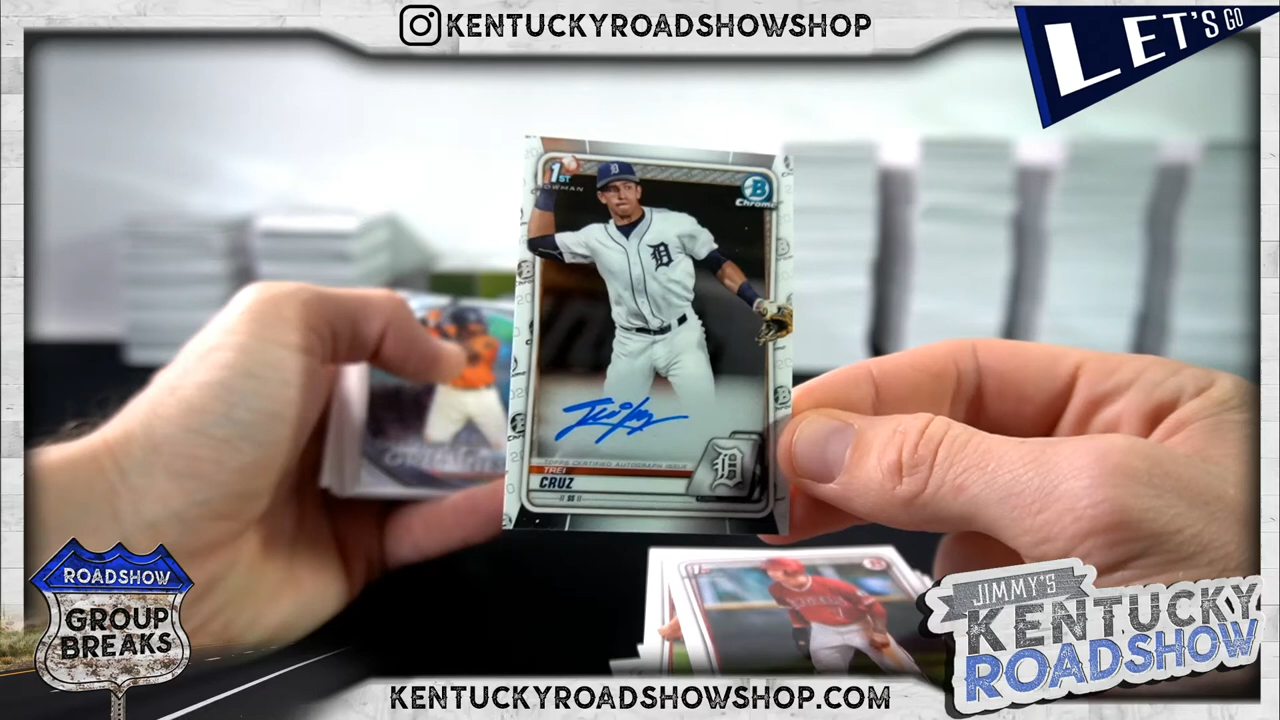 KENTUCKYROADSHOWSHOP
LET'S GO
1ST
BOWMAN
B
Chrome
D
D
TOPPS CERTIFIED AUTOGRAPH ISSUE
TREI
CRUZ
SS
D
ROADSHOW
GROUP
BREAKS
JIMMY'S
KENTUCKY
ROADSHOW
KENTUCKYROADSHOWSHOP.COM